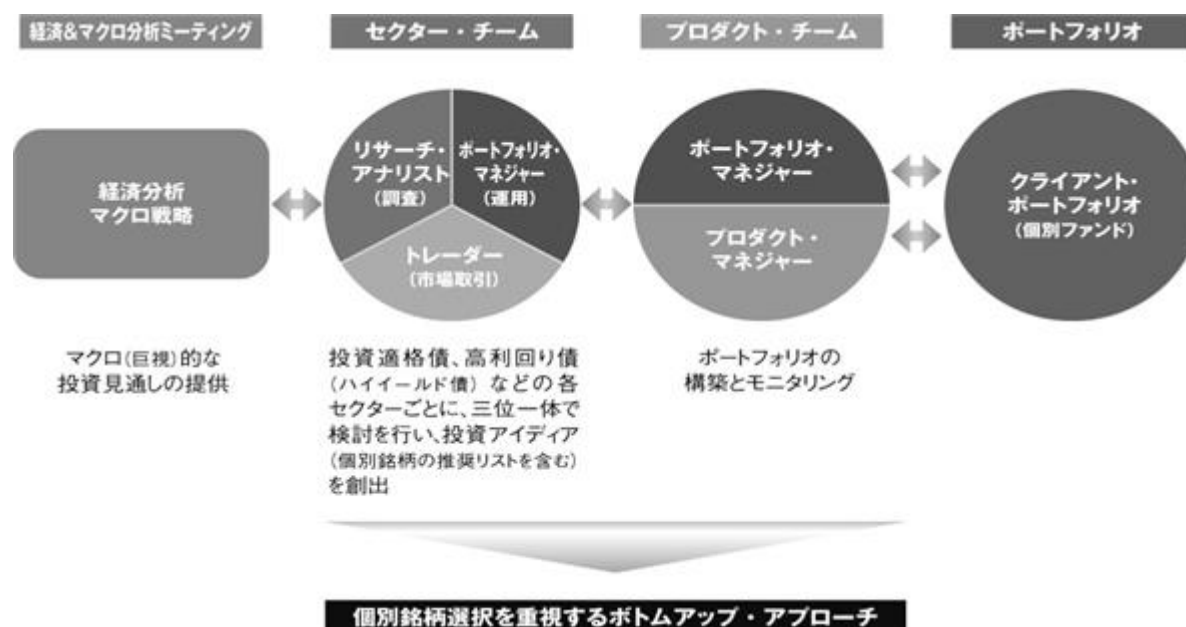 経済&マクロ分析ミーティング
セクター・チーム
プロダクト・チーム
ポートフォリオ
経済分析
マクロ戦略
リサーチ・
アナリスト
(調査)
ポートフォリオ・
マネジャー
(運用)
トレーダー
(市場取引)
ポートフォリオ・
マネジャー
プロダクト・
マネジャー
クライアント・
ポートフォリオ
(個別ファンド)
マクロ(巨視)的な
投資見通しの提供
投資適格債、高利回り債
(ハイイールド債)などの各
セクターごとに、三位一体で
検討を行い、投資アイディア
(個別銘柄の推奨リストを含む)
を創出
ポートフォリオの
構築とモニタリング
個別銘柄選択を重視するボトムアップ・アプローチ